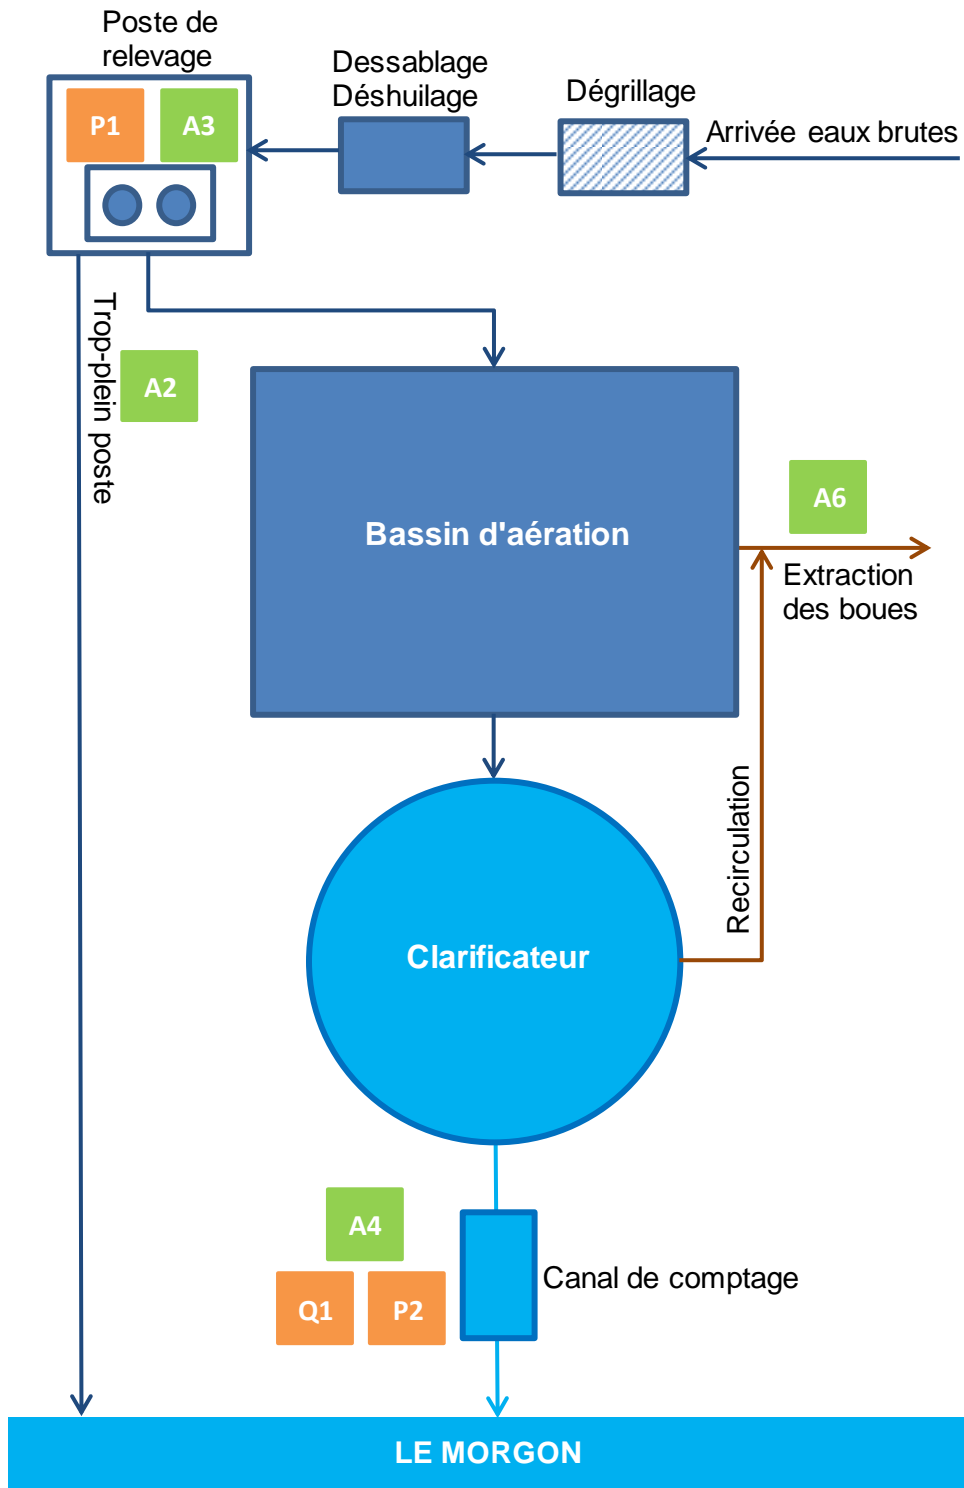 Poste de
relevage
Dessablage
Déshuilage
Dégrillage
Arrivée eaux brutes
P1
A3
Trop-plein poste
A2
Bassin d'aération
A6
Extraction
des boues
Recirculation
Clarificateur
A4
Q1
P2
Canal de comptage
LE MORGON